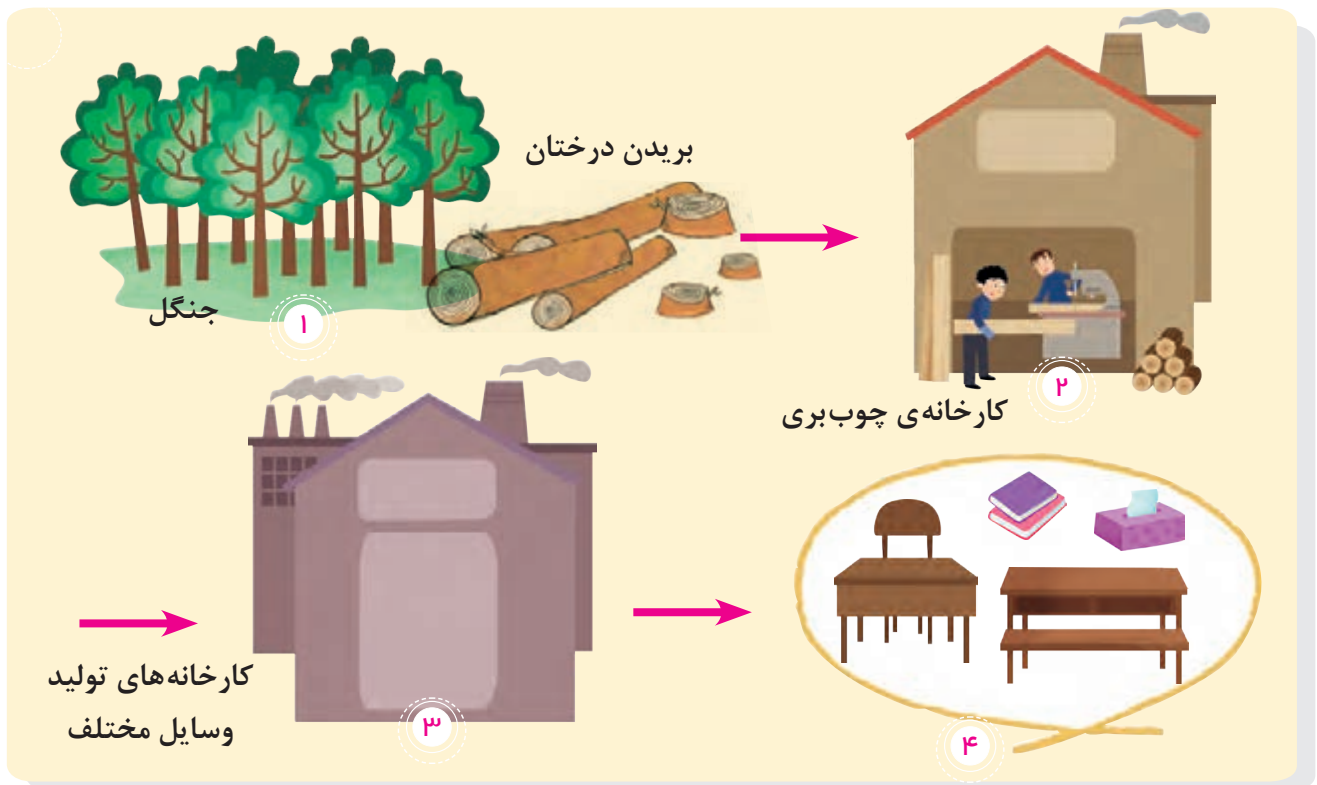 بریدن درختان
جنگل
۱
۲
کارخانه‌ی چوب‌بری
کارخانه‌های تولید
وسایل مختلف
۳
۴